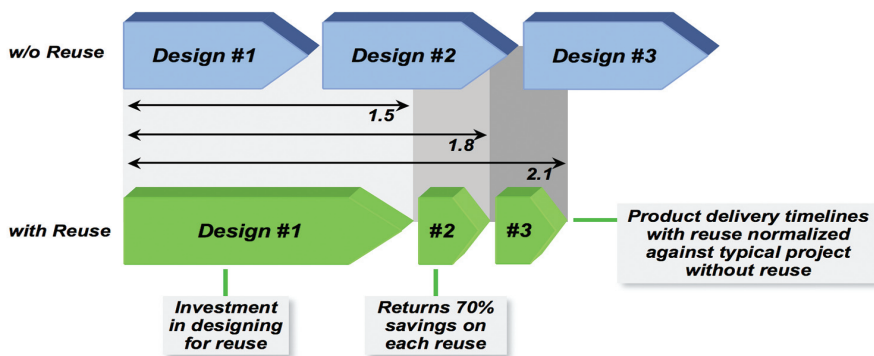 w/o Reuse
Design #1
Design #2
Design #3
1.5
1.8
2.1
with Reuse
Design #1
#2
#3
Product delivery timelines
with reuse normalized
against typical project
without reuse
Investment
in designing
for reuse
Returns 70%
savings on
each reuse